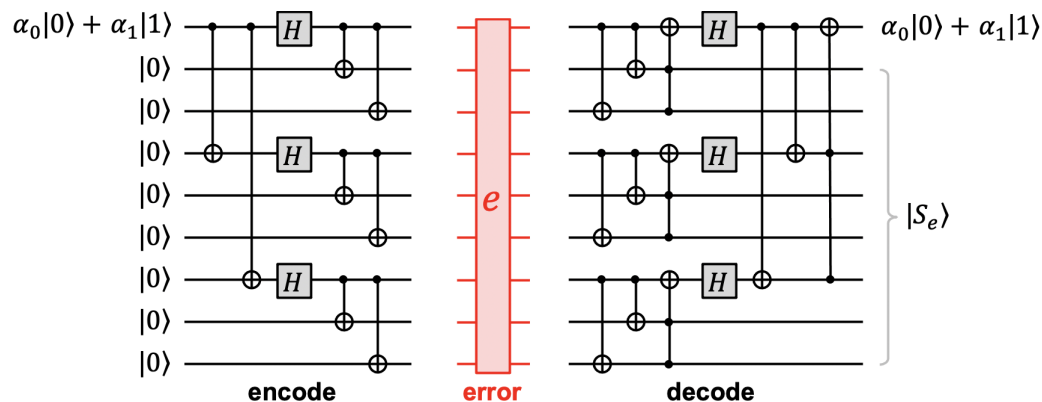 α₀|0⟩ + α₁|1⟩ H α₀|0⟩ + α₁|1⟩
|0⟩
|0⟩
|0⟩ H H
|0⟩ e
|0⟩ |Sₑ⟩
|0⟩ H H
|0⟩
|0⟩
encode error decode